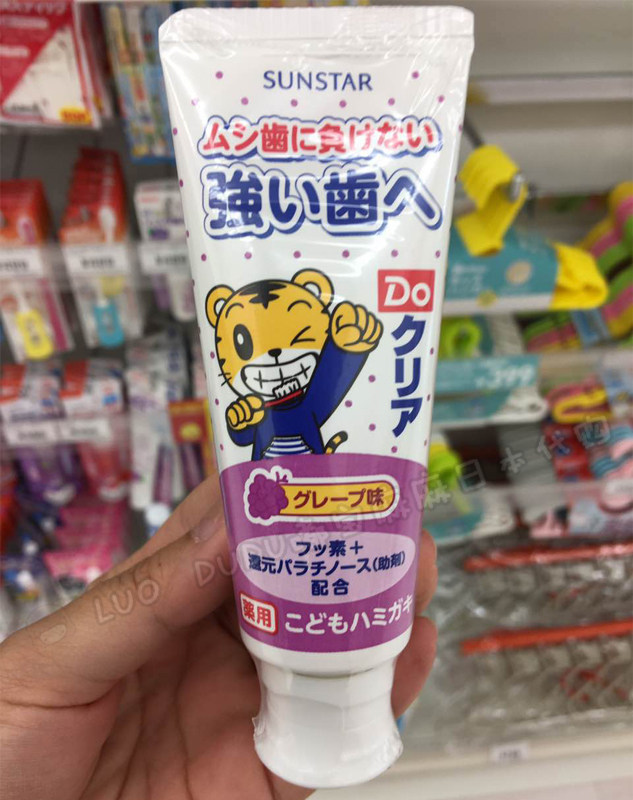 SUNSTAR
ムシ歯に負けない
強い歯へ
Do
クリア
グレープ味
フッ素＋
還元パラチノース(助剤)
配合
薬用 こどもハミガキ
¥399